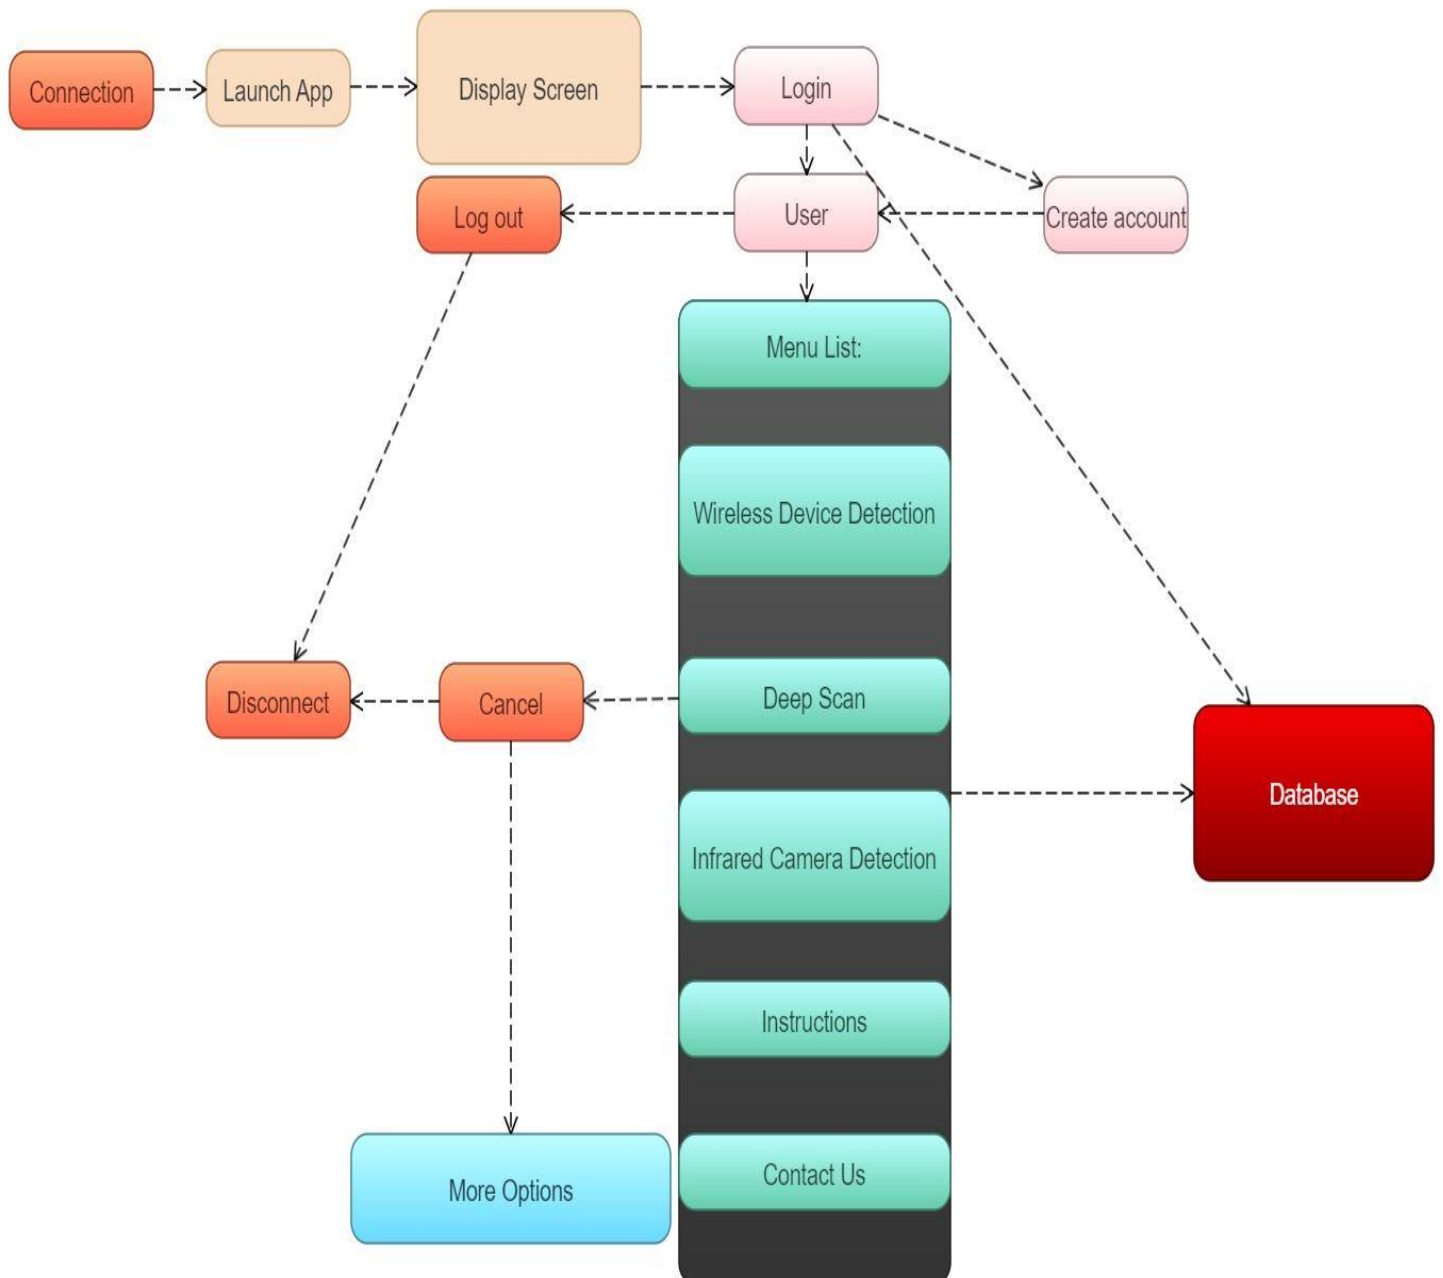 Connection
Launch App
Display Screen
Login
Log out
User
Create account
Menu List:
Wireless Device Detection
Disconnect
Cancel
Deep Scan
Database
Infrared Camera Detection
Instructions
More Options
Contact Us